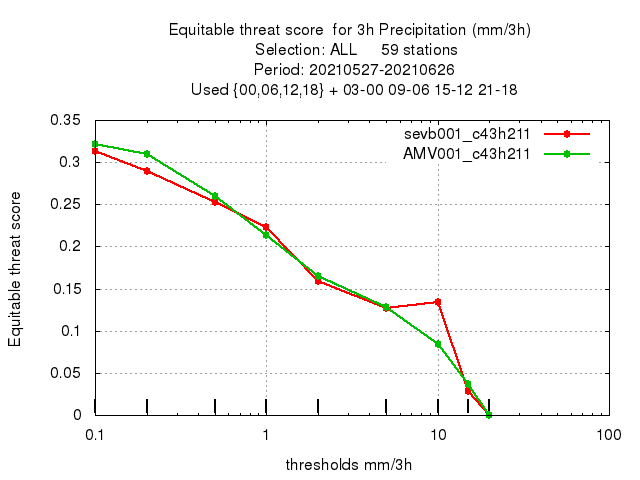 Equitable threat score  for 3h Precipitation (mm/3h)
Selection: ALL     59 stations
Period: 20210527-20210626
Used {00,06,12,18} + 03-00 09-06 15-12 21-18
sevb001_c43h211
AMV001_c43h211
Equitable threat score
0.35
0.3
0.25
0.2
0.15
0.1
0.05
0
0.1 1 10 100
thresholds mm/3h